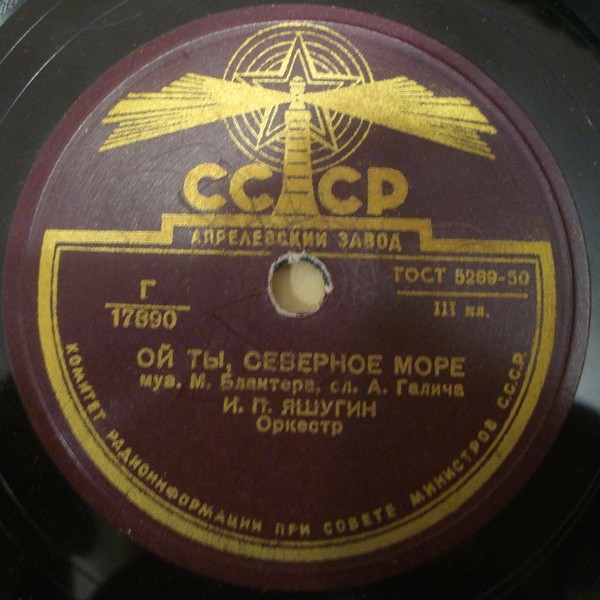 СССР
АПРЕЛЕВСКИЙ ЗАВОД
ГОСТ 5289-50
Г
17690
III кл.
ОЙ ТЫ, СЕВЕРНОЕ МОРЕ
муз. М. Блантера, сл. А. Галича
И. П. ЯШУГИН
Оркестр
КОМИТЕТ РАДИОИНФОРМАЦИИ ПРИ СОВЕТЕ МИНИСТРОВ С.С.С.Р.